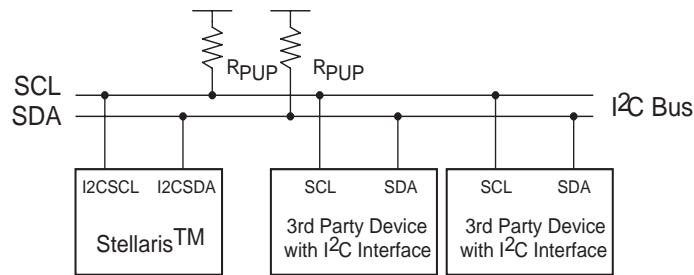 RPUP RPUP
SCL
SDA
I2C Bus
I2CSCL I2CSDA
Stellaris™
SCL SDA
3rd Party Device
with I2C Interface
SCL SDA
3rd Party Device
with I2C Interface